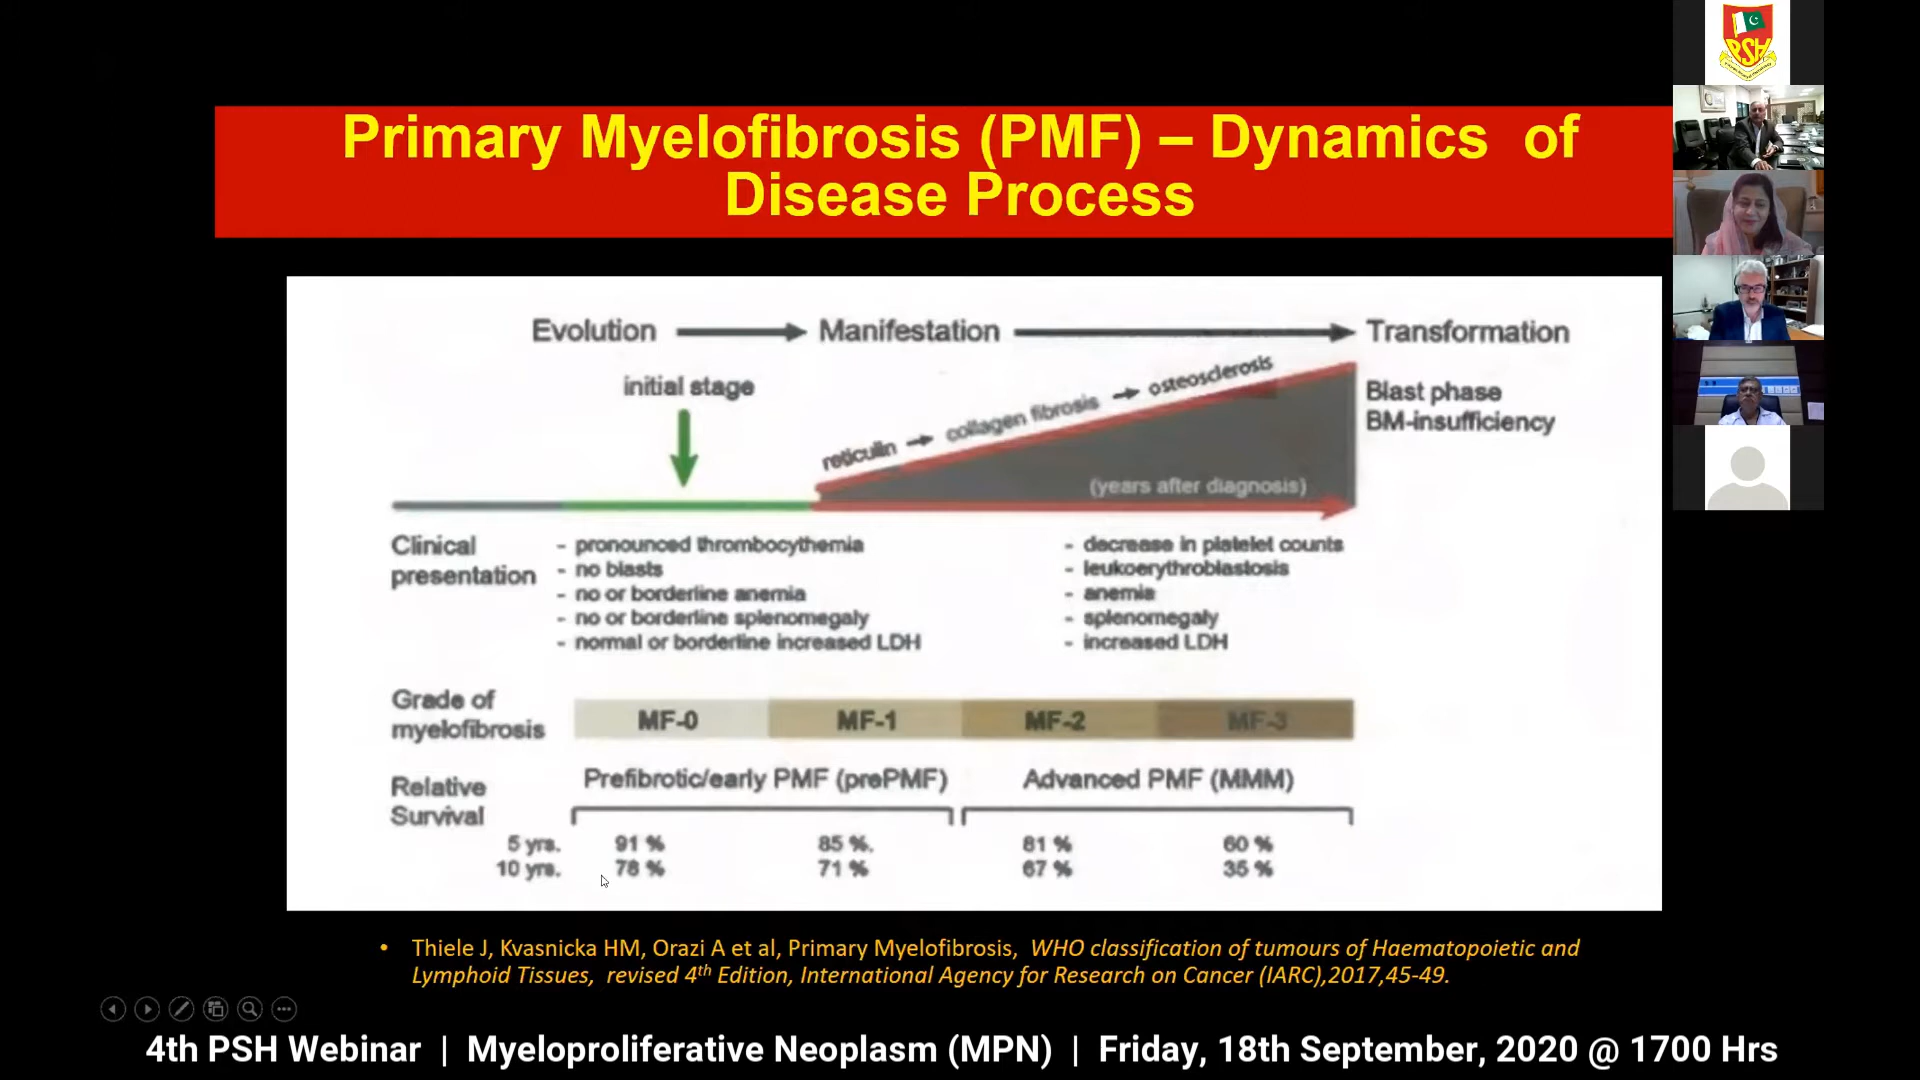 PSH
Primary Myelofibrosis (PMF) – Dynamics of
Disease Process
Evolution
Manifestation
Transformation
initial stage
reticulin
collagen fibrosis
osteosclerosis
Blast phase
BM-insufficiency
(years after diagnosis)
Clinical
presentation
- pronounced thrombocythemia
- no blasts
- no or borderline anemia
- no or borderline splenomegaly
- normal or borderline increased LDH
- decrease in platelet counts
- leukoerythroblastosis
- anemia
- splenomegaly
- increased LDH
Grade of
myelofibrosis
MF-0 MF-1 MF-2 MF-3
Relative
Survival
Prefibrotic/early PMF (prePMF)
Advanced PMF (MMM)
5 yrs. 91 % 85 %. 81 % 60 %
10 yrs. 78 % 71 % 67 % 35 %
• Thiele J, Kvasnicka HM, Orazi A et al, Primary Myelofibrosis, WHO classification of tumours of Haematopoietic and
Lymphoid Tissues, revised 4th Edition, International Agency for Research on Cancer (IARC),2017,45-49.
4th PSH Webinar | Myeloproliferative Neoplasm (MPN) | Friday, 18th September, 2020 @ 1700 Hrs